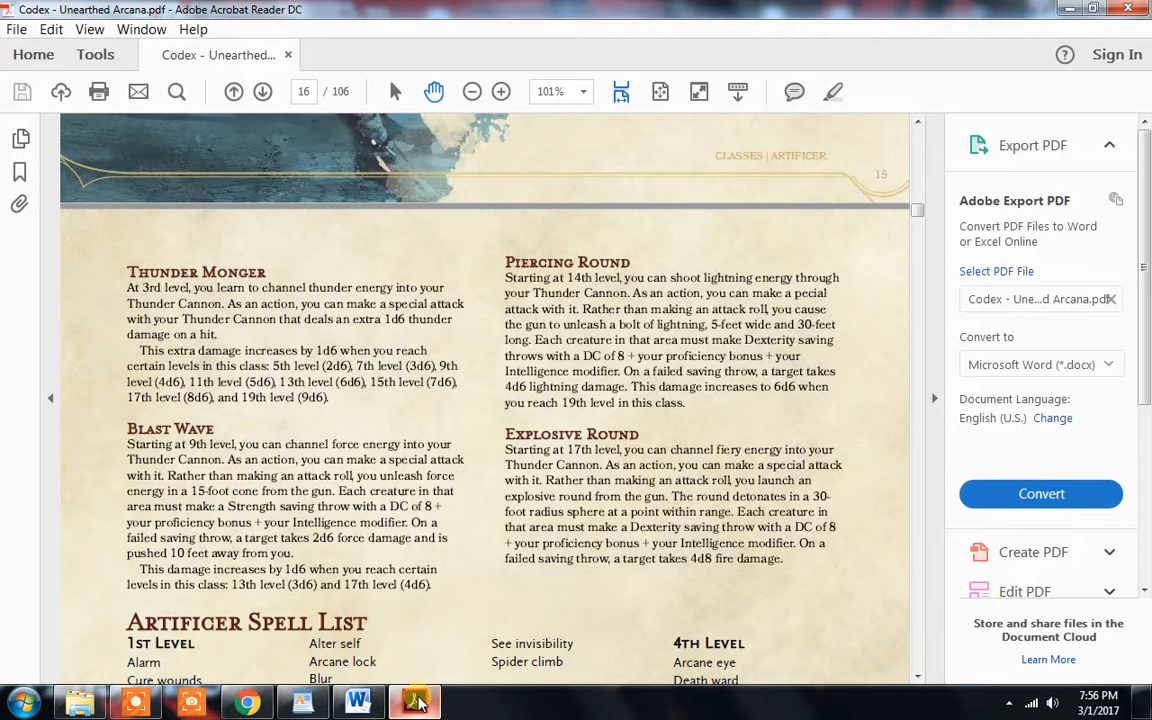 Codex - Unearthed Arcana.pdf - Adobe Acrobat Reader DC
File Edit View Window Help
Home Tools Codex - Unearthed... × Sign In
16 / 106 101%
CLASSES | ARTIFICER
15
THUNDER MONGER
At 3rd level, you learn to channel thunder energy into your
Thunder Cannon. As an action, you can make a special attack
with your Thunder Cannon that deals an extra 1d6 thunder
damage on a hit.
This extra damage increases by 1d6 when you reach
certain levels in this class: 5th level (2d6), 7th level (3d6), 9th
level (4d6), 11th level (5d6), 13th level (6d6), 15th level (7d6),
17th level (8d6), and 19th level (9d6).
BLAST WAVE
Starting at 9th level, you can channel force energy into your
Thunder Cannon. As an action, you can make a special attack
with it. Rather than making an attack roll, you unleash force
energy in a 15-foot cone from the gun. Each creature in that
area must make a Strength saving throw with a DC of 8 +
your proficiency bonus + your Intelligence modifier. On a
failed saving throw, a target takes 2d6 force damage and is
pushed 10 feet away from you.
This damage increases by 1d6 when you reach certain
levels in this class: 13th level (3d6) and 17th level (4d6).
PIERCING ROUND
Starting at 14th level, you can shoot lightning energy through
your Thunder Cannon. As an action, you can make a pecial
attack with it. Rather than making an attack roll, you cause
the gun to unleash a bolt of lightning, 5-feet wide and 30-feet
long. Each creature in that area must make Dexterity saving
throws with a DC of 8 + your proficiency bonus + your
Intelligence modifier. On a failed saving throw, a target takes
4d6 lightning damage. This damage increases to 6d6 when
you reach 19th level in this class.
EXPLOSIVE ROUND
Starting at 17th level, you can channel fiery energy into your
Thunder Cannon. As an action, you can make a special attack
with it. Rather than making an attack roll, you launch an
explosive round from the gun. The round detonates in a 30-
foot radius sphere at a point within range. Each creature in
that area must make a Dexterity saving throw with a DC of 8
+ your proficiency bonus + your Intelligence modifier. On a
failed saving throw, a target takes 4d8 fire damage.
ARTIFICER SPELL LIST
1ST LEVEL
Alarm
Cure wounds
Alter self
Arcane lock
Blur
See invisibility
Spider climb
4TH LEVEL
Arcane eye
Death ward
Export PDF
Adobe Export PDF
Convert PDF Files to Word
or Excel Online
Select PDF File
Codex - Une...d Arcana.pdf
Convert to
Microsoft Word (*.docx)
Document Language:
English (U.S.) Change
Convert
Create PDF
Edit PDF
Store and share files in the
Document Cloud
Learn More
7:56 PM
3/1/2017